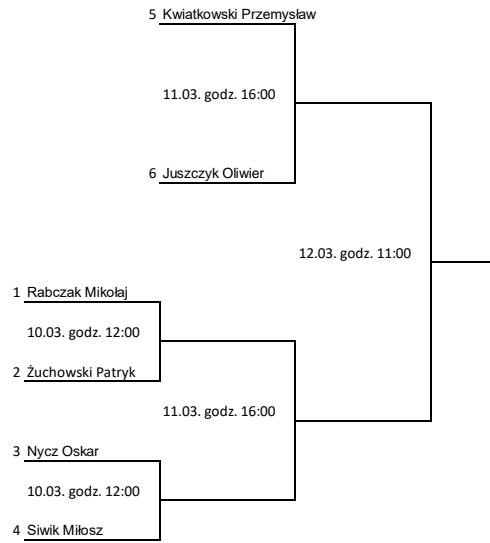 5 Kwiatkowski Przemysław
11.03. godz. 16:00
6 Juszczyk Oliwier
12.03. godz. 11:00
1 Rabczak Mikołaj
10.03. godz. 12:00
2 Żuchowski Patryk
11.03. godz. 16:00
3 Nycz Oskar
10.03. godz. 12:00
4 Siwik Miłosz